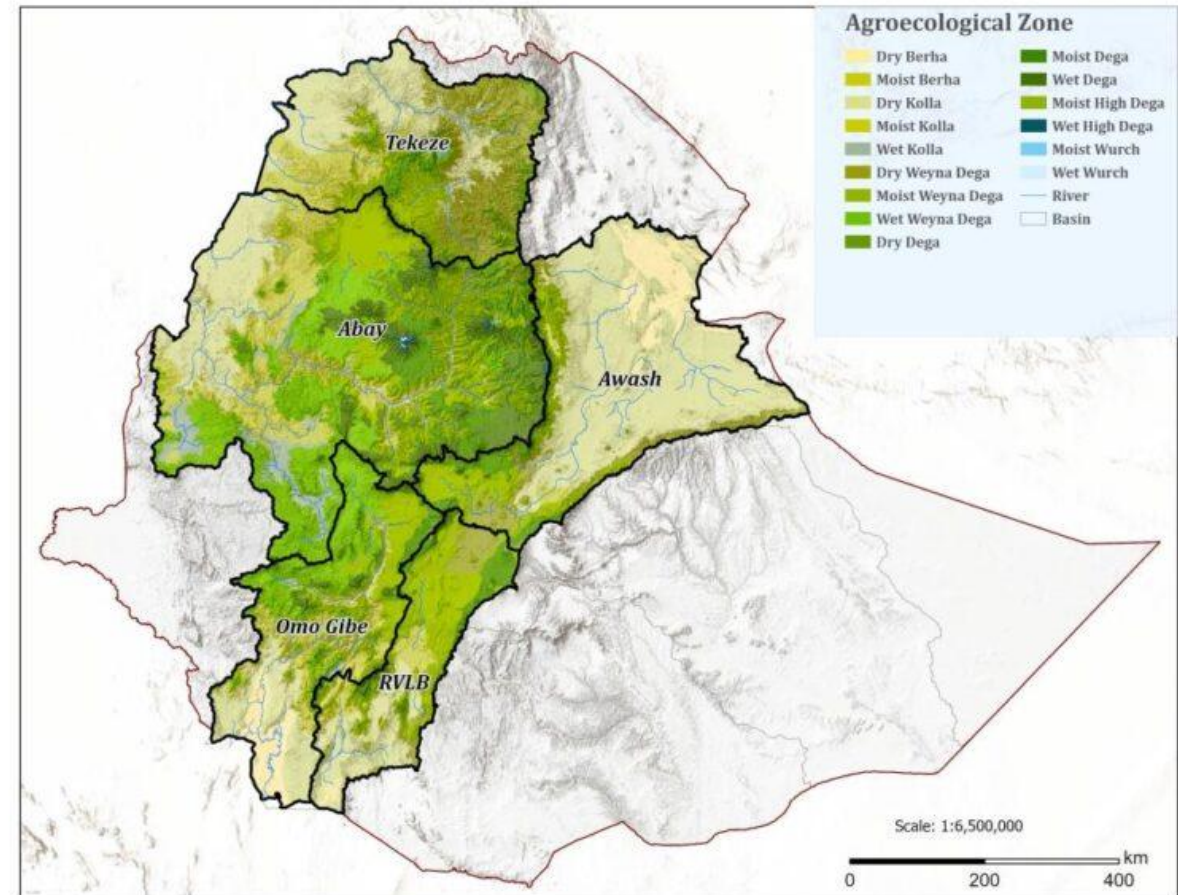 Agroecological Zone
Dry Berha
Moist Berha
Dry Kolla
Moist Kolla
Wet Kolla
Dry Weyna Dega
Moist Weyna Dega
Wet Weyna Dega
Dry Dega
Moist Dega
Wet Dega
Moist High Dega
Wet High Dega
Moist Wurch
Wet Wurch
River
Basin
Tekeze
Abay
Awash
Omo Gibe
RVLB
Scale: 1:6,500,000
km
0 200 400